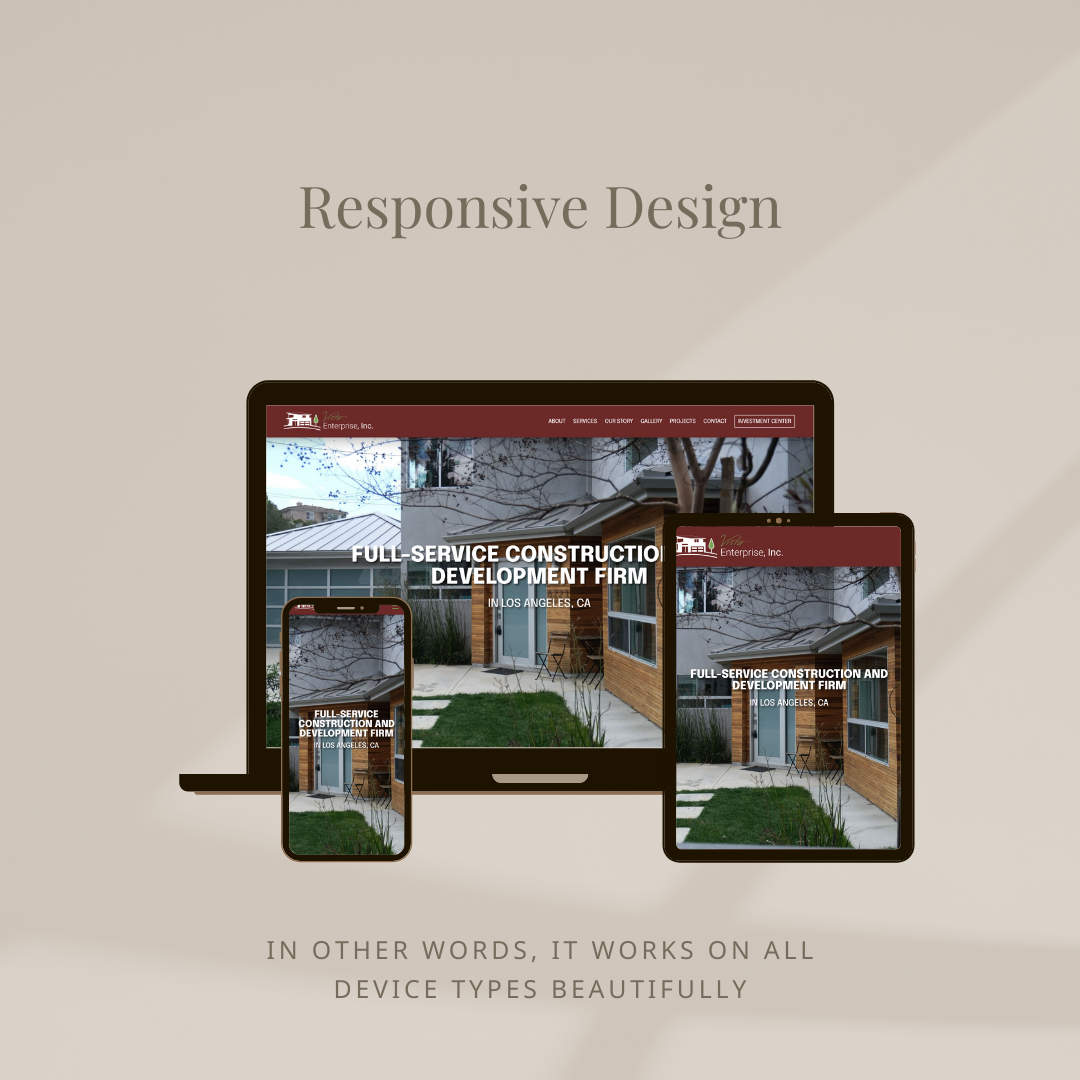 Responsive Design
Enterprise, Inc.
ABOUT SERVICES OUR STORY GALLERY PROJECTS CONTACT INVESTMENT CENTER
FULL-SERVICE CONSTRUCTIO
DEVELOPMENT FIRM
IN LOS ANGELES, CA
Enterprise, Inc.
FULL-SERVICE CONSTRUCTION AND
DEVELOPMENT FIRM
IN LOS ANGELES, CA
FULL-SERVICE
CONSTRUCTION AND
DEVELOPMENT FIRM
IN LOS ANGELES, CA
IN OTHER WORDS, IT WORKS ON ALL
DEVICE TYPES BEAUTIFULLY